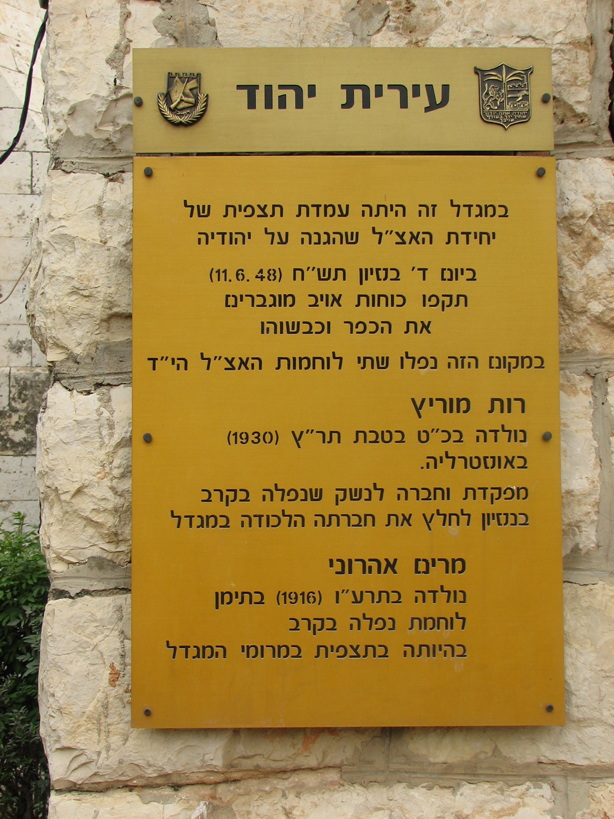 עירית יהוד
במגדל זה היתה עמדת תצפית של
יחידת האצ״ל שהגנה על יהודיה
ביום ד׳ בסיון תש״ח (11.6.48)
תקפו כוחות אויב מוגברים
את הכפר וכבשוהו
במקום הזה נפלו שתי לוחמות האצ״ל הי״ד
רות מוריץ
נולדה בכ״ט בטבת תר״ץ (1930)
באוסטרליה.
מפקדת וחברה לנשק שנפלה בקרב
בנסיון לחלץ את חברתה הלכודה במגדל
מרים אהרוני
נולדה בתרע״ו (1916) בתימן
לוחמת נפלה בקרב
בהיותה בתצפית במרומי המגדל